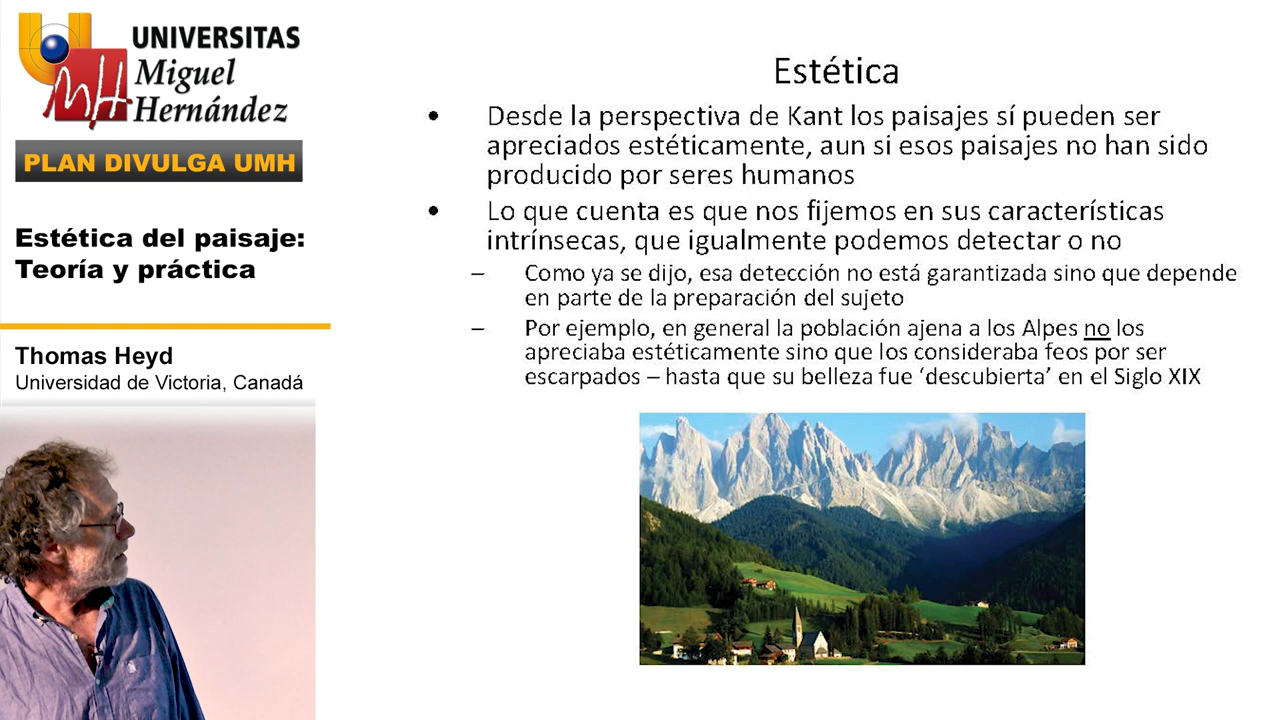 UNIVERSITAS
Miguel
Hernández
PLAN DIVULGA UMH
Estética del paisaje:
Teoría y práctica
Thomas Heyd
Universidad de Victoria, Canadá
Estética
• Desde la perspectiva de Kant los paisajes sí pueden ser
apreciados estéticamente, aun si esos paisajes no han sido
producido por seres humanos
• Lo que cuenta es que nos fijemos en sus características
intrínsecas, que igualmente podemos detectar o no
– Como ya se dijo, esa detección no está garantizada sino que depende
en parte de la preparación del sujeto
– Por ejemplo, en general la población ajena a los Alpes no los
apreciaba estéticamente sino que los consideraba feos por ser
escarpados – hasta que su belleza fue ‘descubierta’ en el Siglo XIX